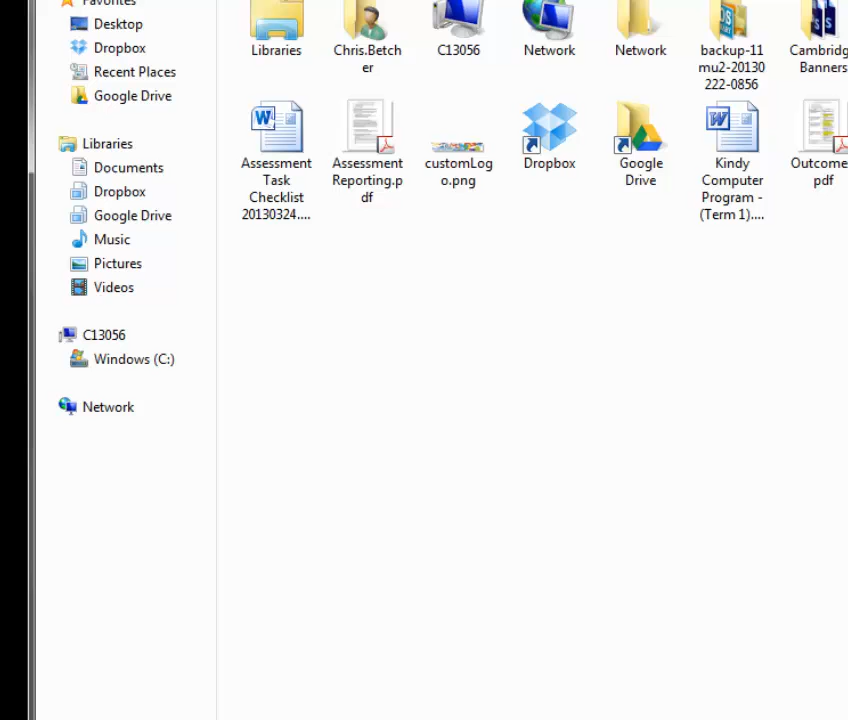 Favorites
Desktop
Dropbox
Recent Places
Google Drive
Libraries
Documents
Dropbox
Google Drive
Music
Pictures
Videos
C13056
Windows (C:)
Network
Libraries
Chris.Betch
er
C13056
Network
Network
backup-11
mu2-20130
222-0856
Cambridg
Banners
Assessment
Task
Checklist
20130324....
Assessment
Reporting.p
df
customLog
o.png
Dropbox
Google
Drive
Kindy
Computer
Program -
(Term 1)....
Outcome
pdf